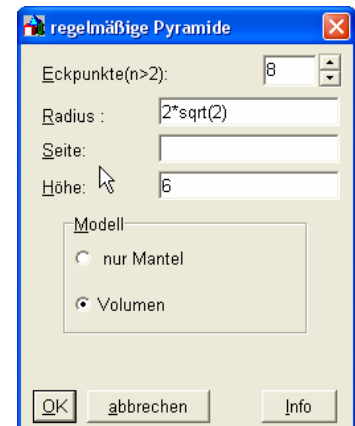 regelmäßige Pyramide
Eckpunkte(n>2): 8
Radius : 2*sqrt(2)
Seite:
Höhe: 6
Modell
nur Mantel
Volumen
OK abbrechen Info